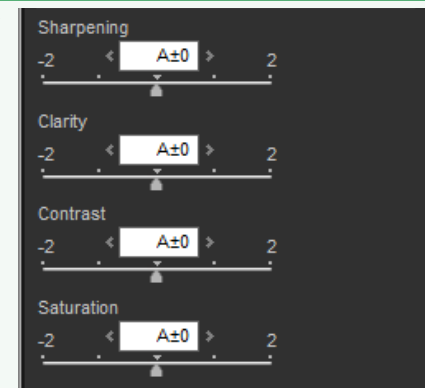 Sharpening
-2 A±0 2
Clarity
-2 A±0 2
Contrast
-2 A±0 2
Saturation
-2 A±0 2